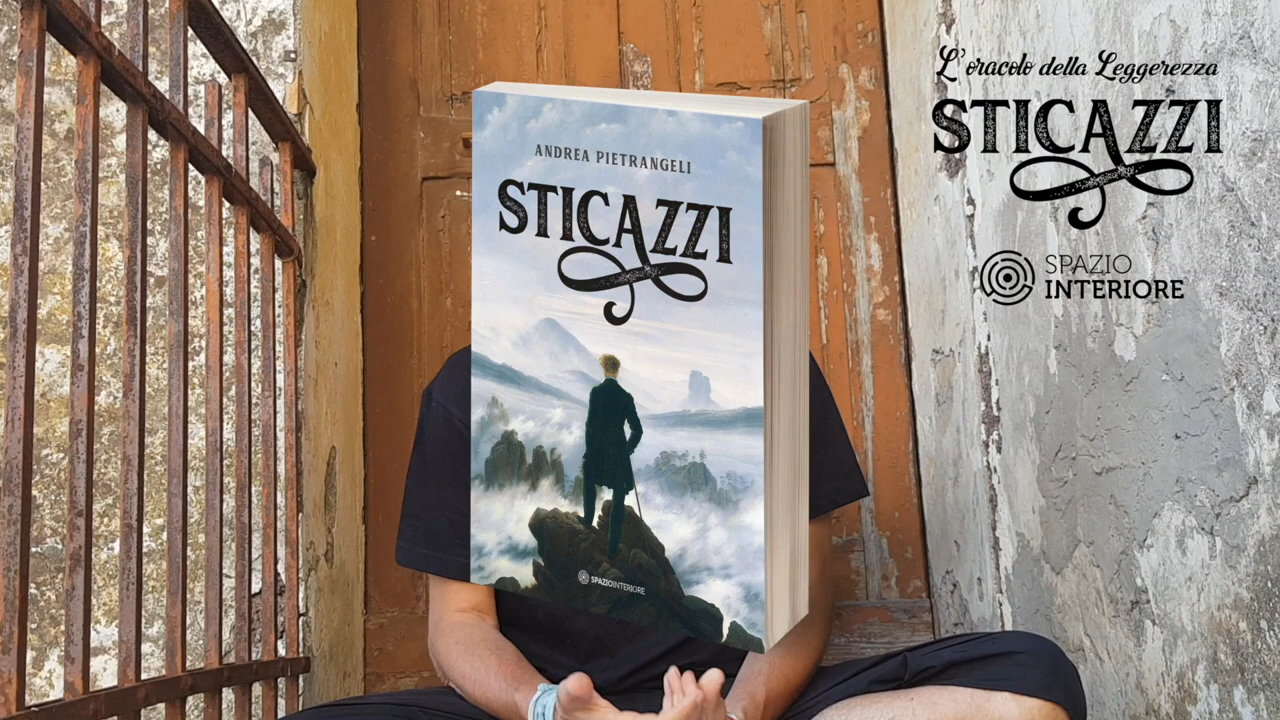 ANDREA PIETRANGELI
STICAZZI
SPAZIOINTERIORE
L'oracolo della Leggerezza
STICAZZI
SPAZIO
INTERIORE